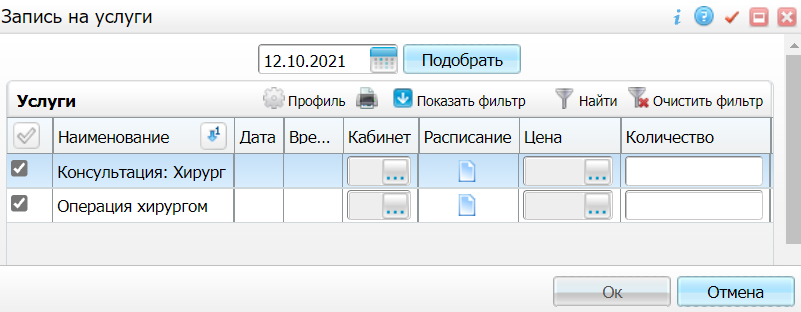 Запись на услуги
12.10.2021 Подобрать
Услуги Профиль Показать фильтр Найти Очистить фильтр
Наименование 1 Дата Вре... Кабинет Расписание Цена Количество
Консультация: Хирург ... ...
Операция хирургом ... ...
Ок Отмена